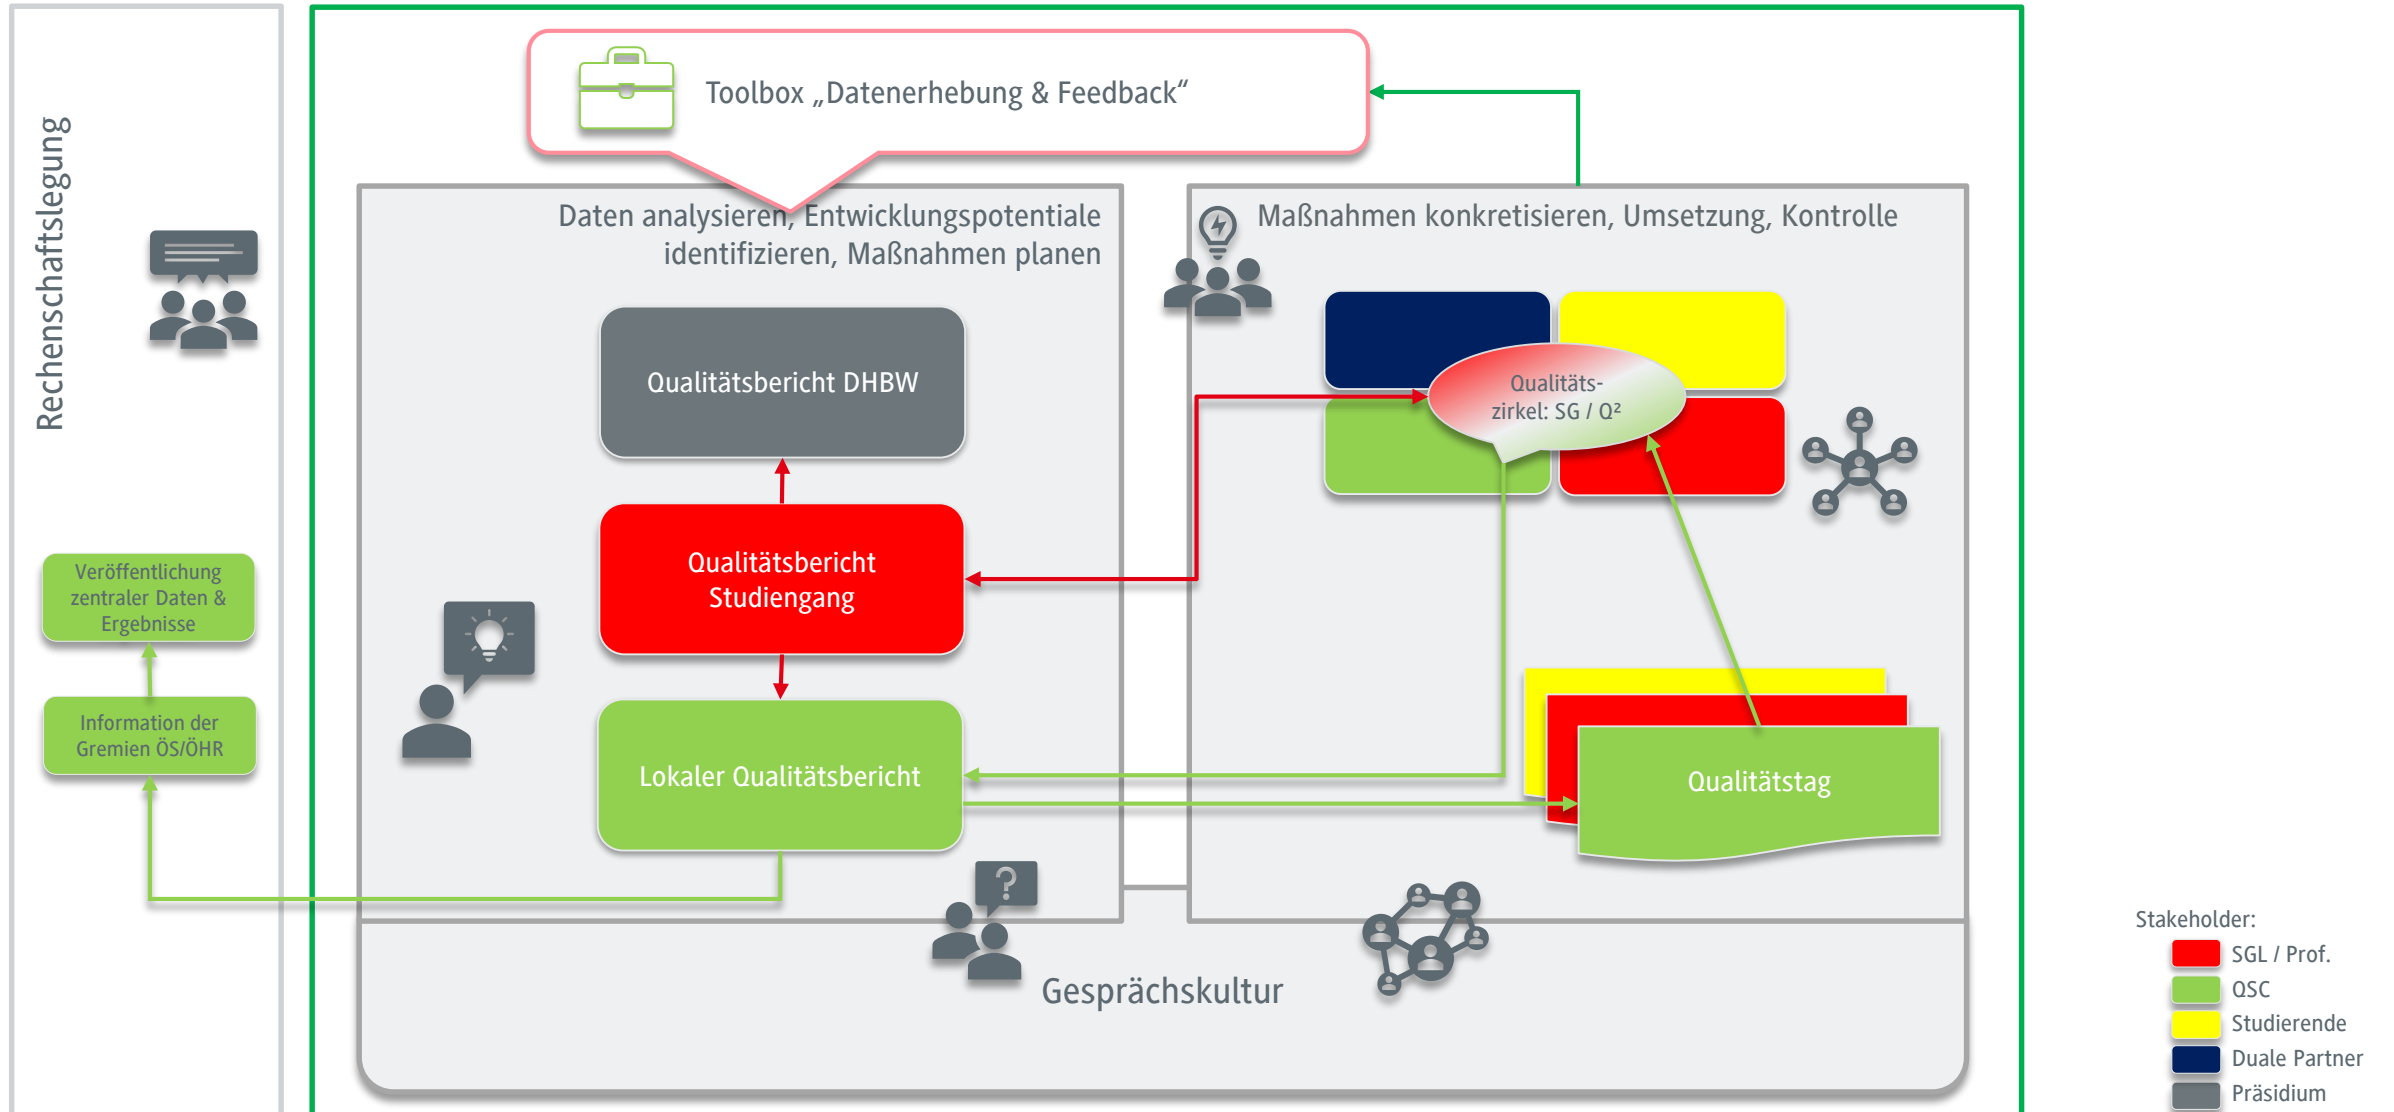 Rechenschaftslegung
Toolbox „Datenerhebung & Feedback“
Daten analysieren, Entwicklungspotentiale
identifizieren, Maßnahmen planen
Maßnahmen konkretisieren, Umsetzung, Kontrolle
Qualitätsbericht DHBW
Qualitäts-
zirkel: SG / Q²
Qualitätsbericht
Studiengang
Veröffentlichung
zentraler Daten &
Ergebnisse
Information der
Gremien ÖS/ÖHR
Lokaler Qualitätsbericht
Qualitätstag
?
Gesprächskultur
Stakeholder:
SGL / Prof.
QSC
Studierende
Duale Partner
Präsidium